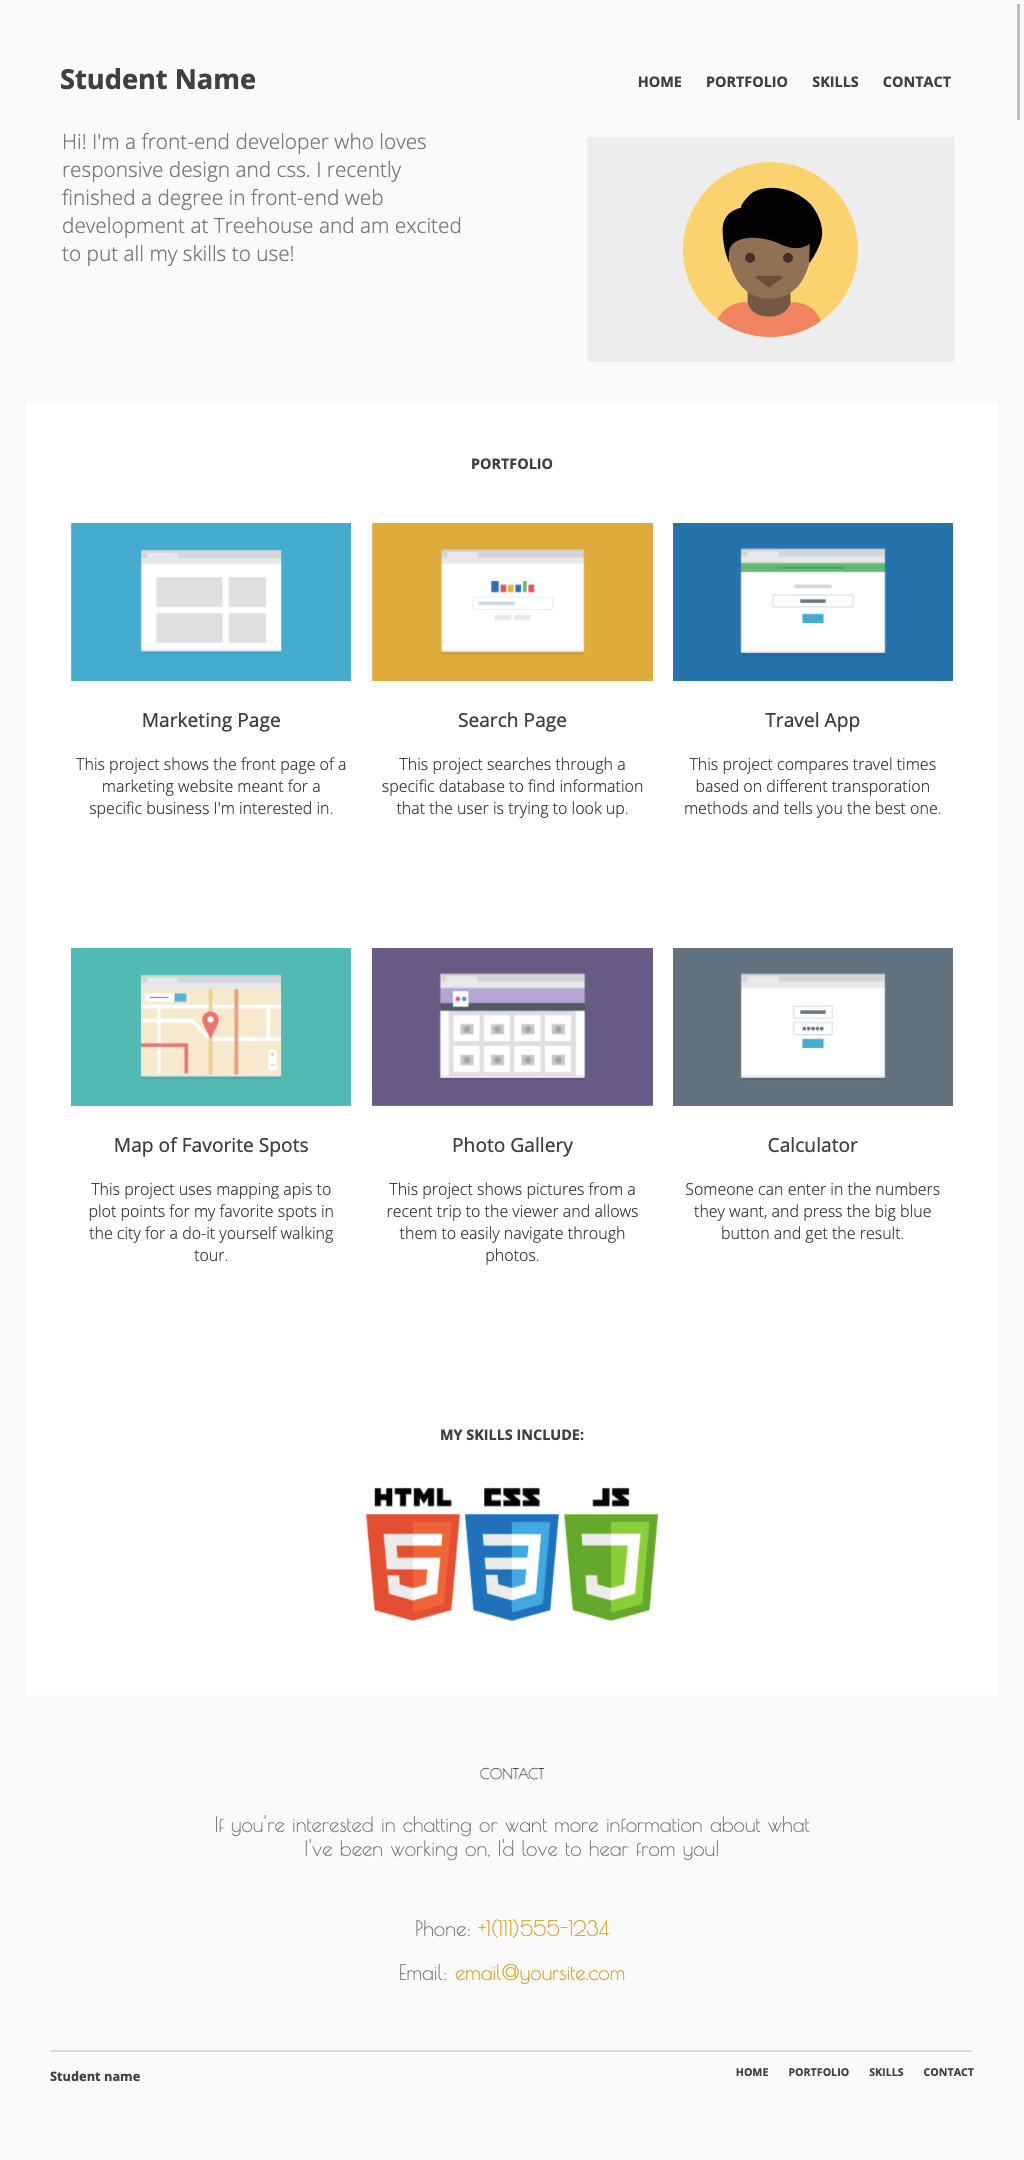 Student Name
HOME PORTFOLIO SKILLS CONTACT
Hi! I'm a front-end developer who loves
responsive design and css. I recently
finished a degree in front-end web
development at Treehouse and am excited
to put all my skills to use!
PORTFOLIO
Marketing Page
This project shows the front page of a
marketing website meant for a
specific business I'm interested in.
Search Page
This project searches through a
specific database to find information
that the user is trying to look up.
Travel App
This project compares travel times
based on different transporation
methods and tells you the best one.
Map of Favorite Spots
This project uses mapping apis to
plot points for my favorite spots in
the city for a do-it yourself walking
tour.
Photo Gallery
This project shows pictures from a
recent trip to the viewer and allows
them to easily navigate through
photos.
Calculator
Someone can enter in the numbers
they want, and press the big blue
button and get the result.
MY SKILLS INCLUDE:
HTML CSS JS
5 3 J
CONTACT
If you're interested in chatting or want more information about what
I've been working on, I'd love to hear from you!
Phone: +1(111)555-1234
Email: email@yoursite.com
Student name
HOME PORTFOLIO SKILLS CONTACT